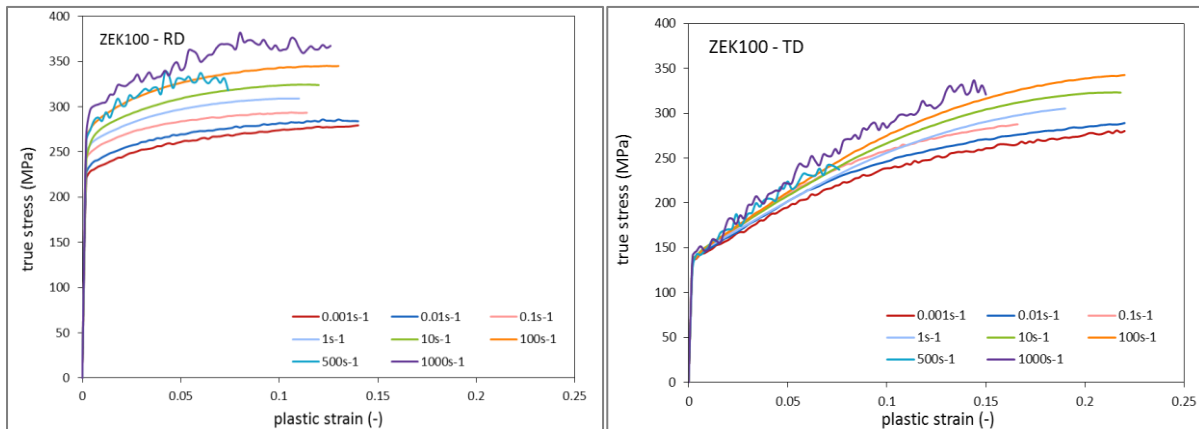 ZEK100 - RD
400
350
300
250
200
150
100
50
0
0 0.05 0.1 0.15 0.2 0.25
true stress (MPa)
plastic strain (-)
0.001s-1 0.01s-1 0.1s-1
1s-1 10s-1 100s-1
500s-1 1000s-1
ZEK100 - TD
400
350
300
250
200
150
100
50
0
0 0.05 0.1 0.15 0.2 0.25
true stress (MPa)
plastic strain (-)
0.001s-1 0.01s-1 0.1s-1
1s-1 10s-1 100s-1
500s-1 1000s-1